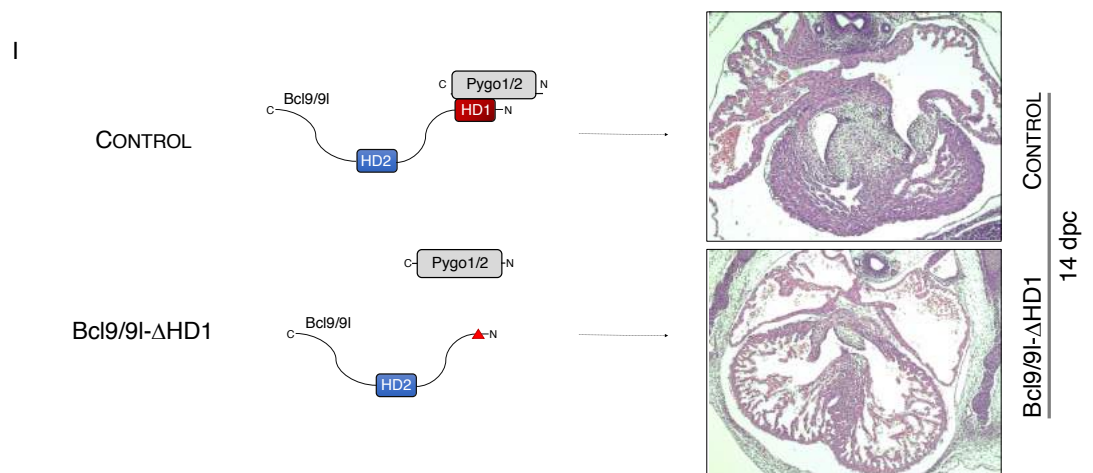 I
C Pygo1/2 N
Bcl9/9l
C HD1 N
CONTROL
HD2
CONTROL
C Pygo1/2 N
14 dpc
Bcl9/9l-ΔHD1
Bcl9/9l
C N
HD2
Bcl9/9l-ΔHD1